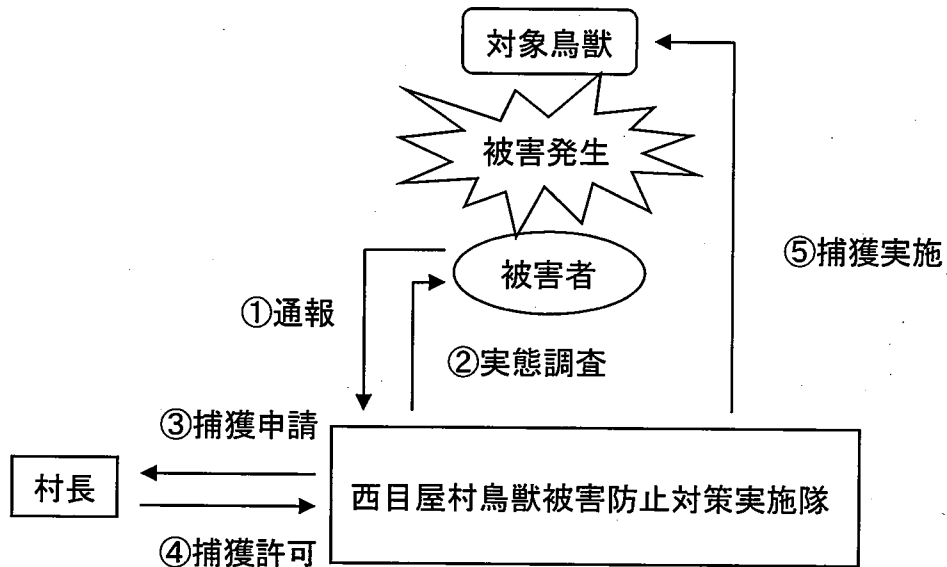 対象鳥獣
被害発生
被害者
⑤捕獲実施
①通報
②実態調査
③捕獲申請
村長
西目屋村鳥獣被害防止対策実施隊
④捕獲許可